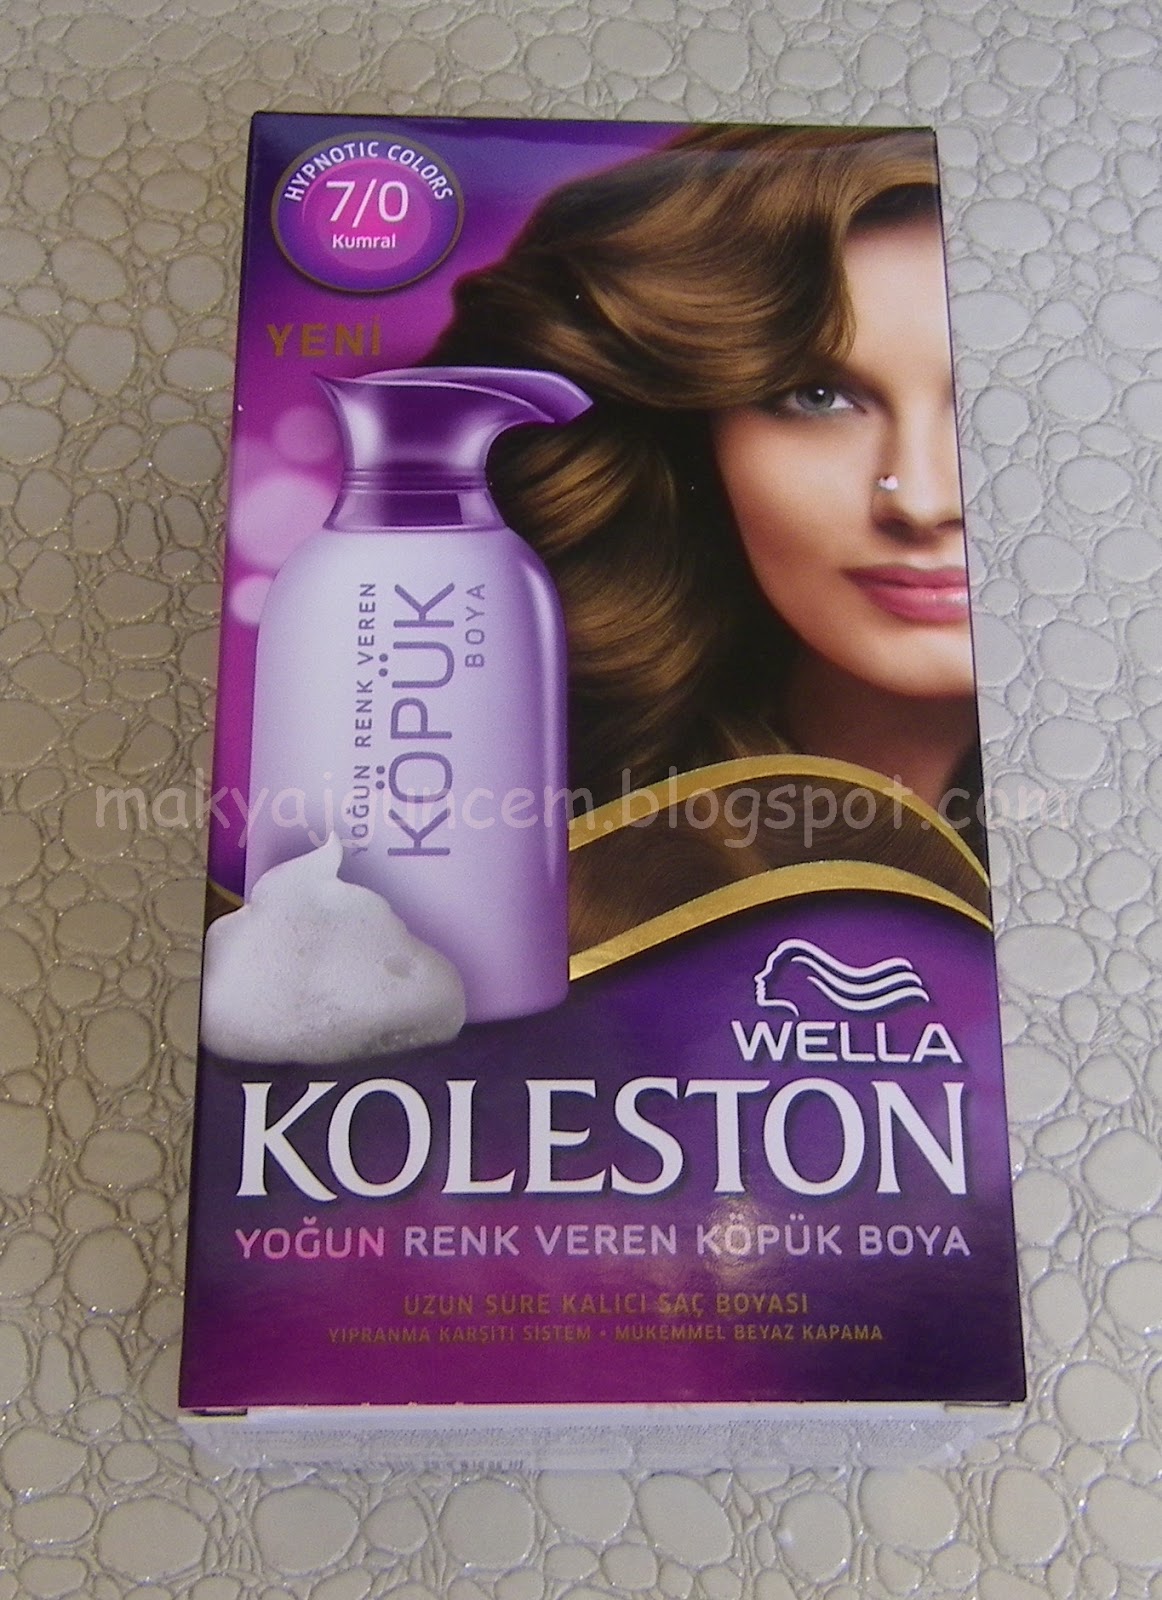 HYPNOTIC COLORS
7/0
Kumral
YENİ
YOĞUN RENK VEREN
KÖPÜK
BOYA
makyajguncem.blogspot.com
WELLA
KOLESTON
YOĞUN RENK VEREN KÖPÜK BOYA
UZUN SÜRE KALICI SAÇ BOYASI
YIPRANMA KARŞITI SİSTEM • MÜKEMMEL BEYAZ KAPAMA